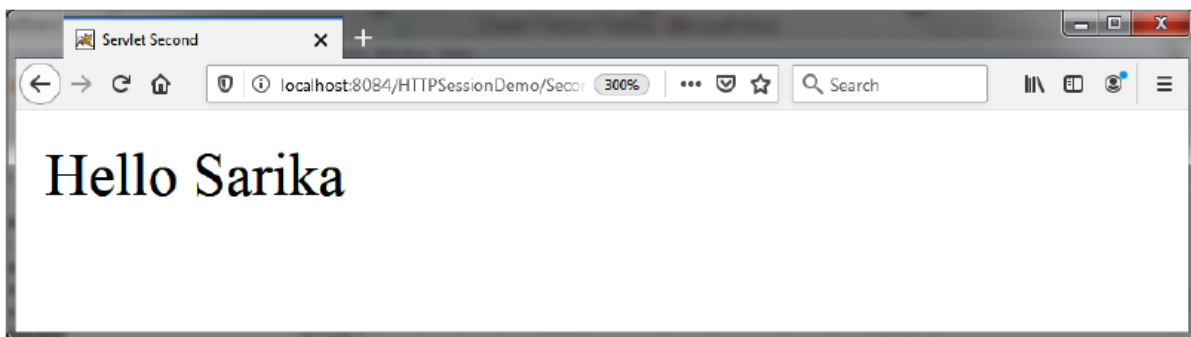 Servlet Second
localhost:8084/HTTPSessionDemo/Secor 300% Search
Hello Sarika